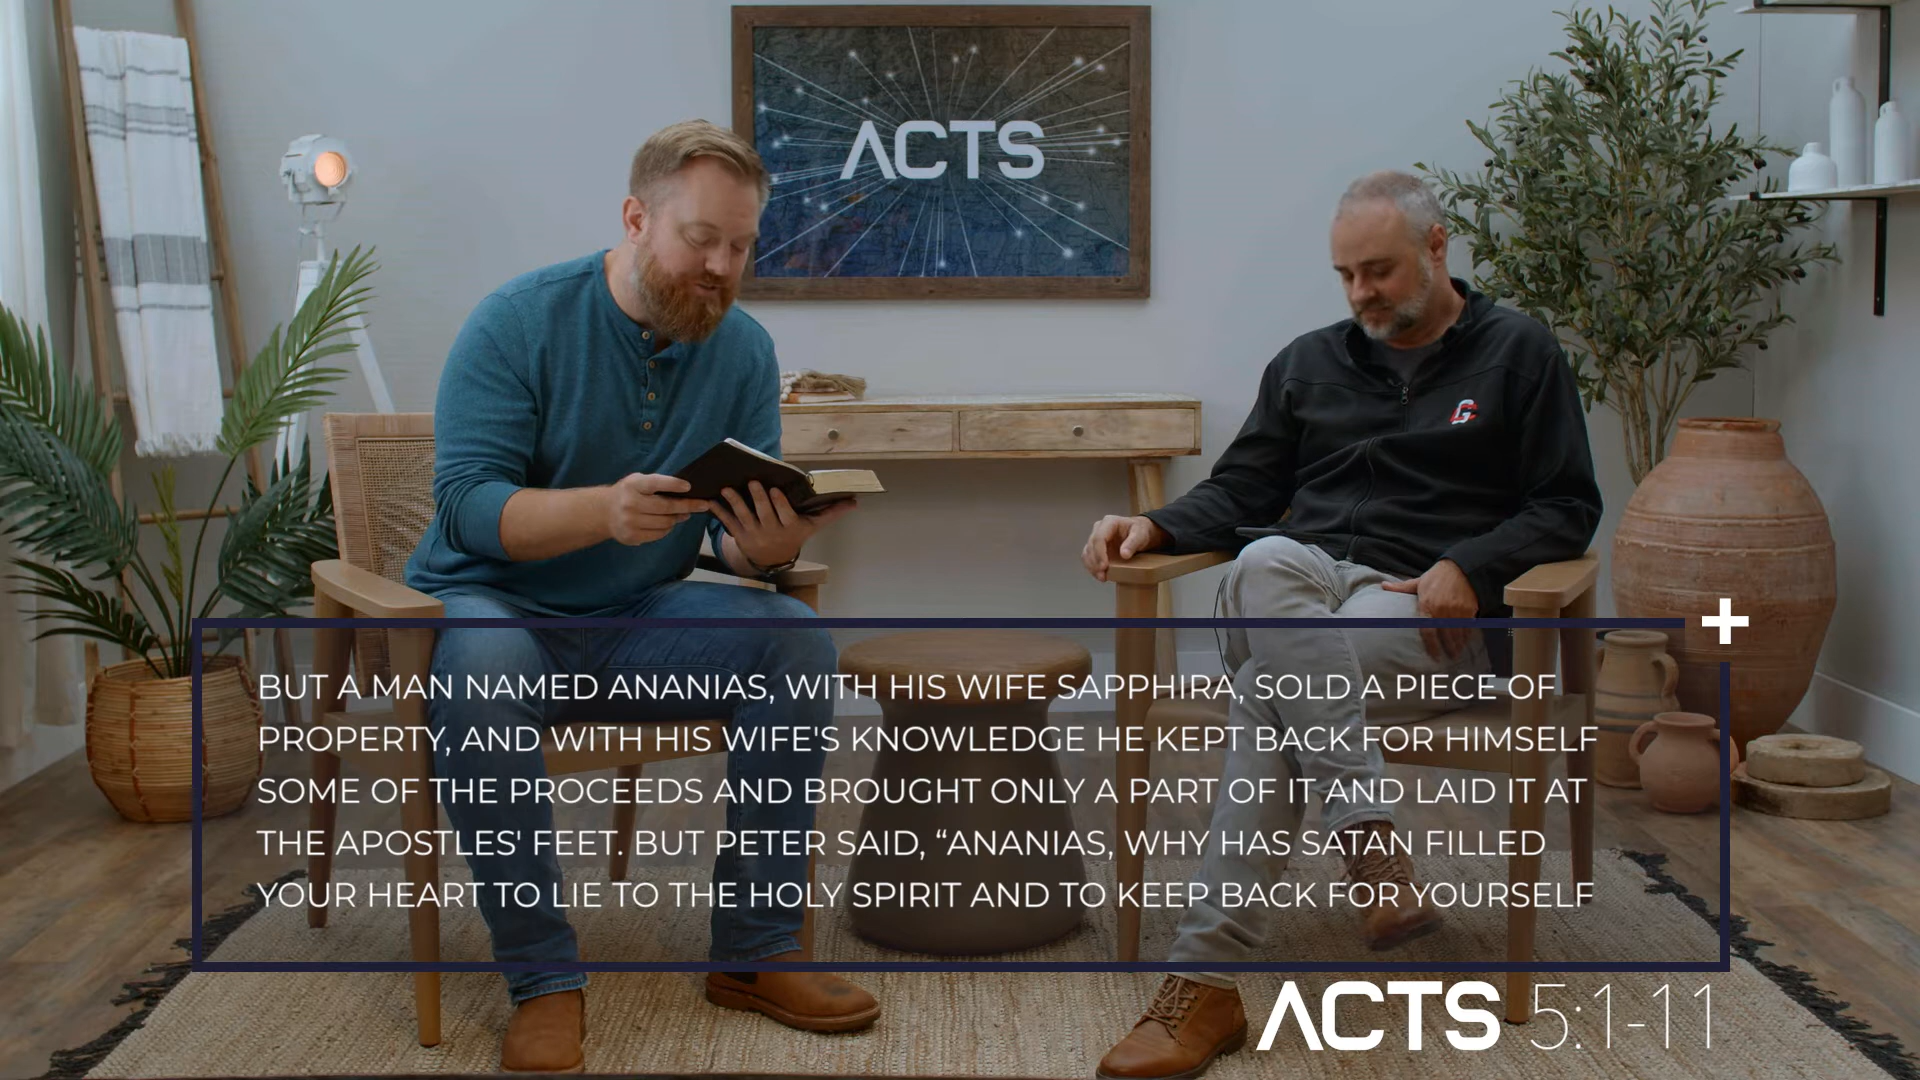 ACTS
BUT A MAN NAMED ANANIAS, WITH HIS WIFE SAPPHIRA, SOLD A PIECE OF
PROPERTY, AND WITH HIS WIFE'S KNOWLEDGE HE KEPT BACK FOR HIMSELF
SOME OF THE PROCEEDS AND BROUGHT ONLY A PART OF IT AND LAID IT AT
THE APOSTLES' FEET. BUT PETER SAID, “ANANIAS, WHY HAS SATAN FILLED
YOUR HEART TO LIE TO THE HOLY SPIRIT AND TO KEEP BACK FOR YOURSELF
ACTS 5:1-11